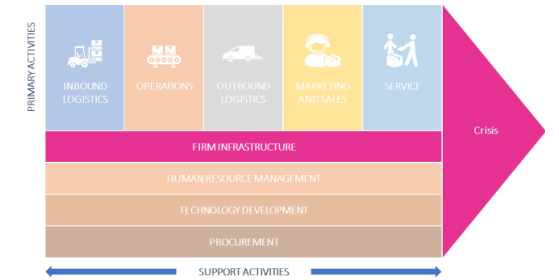 PRIMARY ACTIVITIES
INBOUND
LOGISTICS
OPERATIONS
OUTBOUND
LOGISTICS
MARKETING
AND SALES
SERVICE
Crisis
FIRM INFRASTRUCTURE
HUMAN RESOURCE MANAGEMENT
TECHNOLOGY DEVELOPMENT
PROCUREMENT
SUPPORT ACTIVITIES